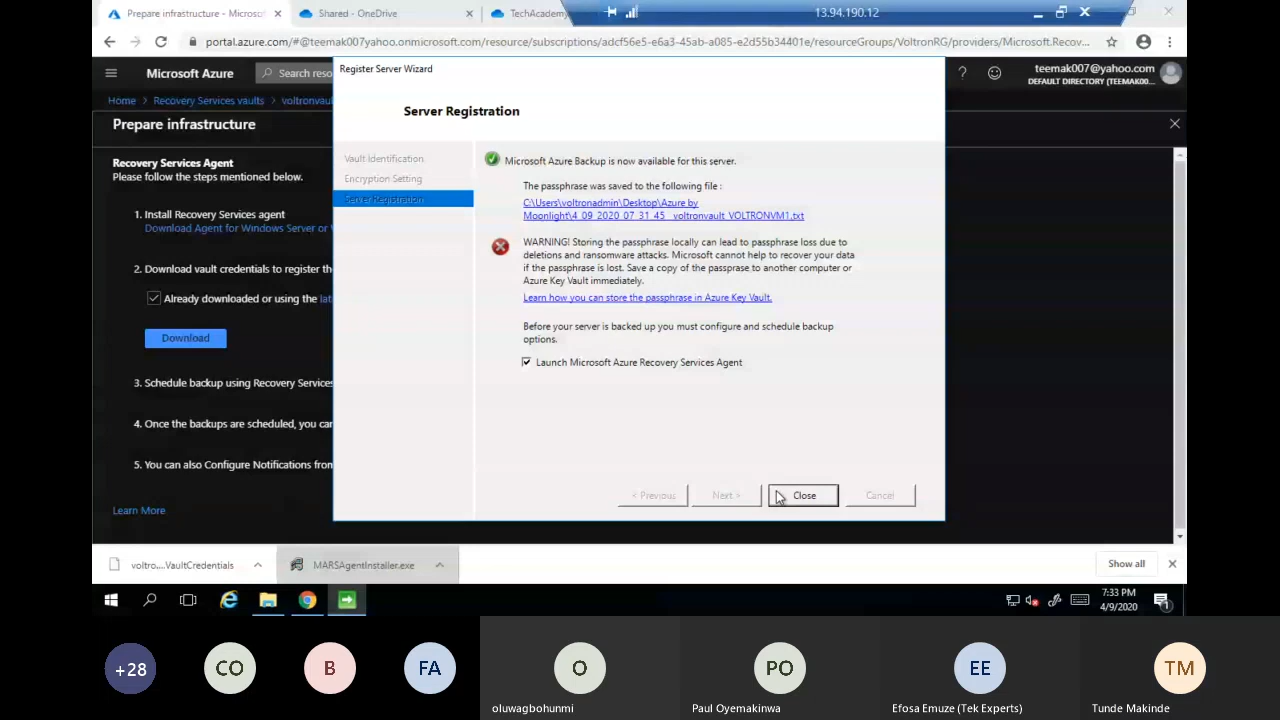 Prepare infrastructure - Microsof
Shared - OneDrive
TechAcademy
13.94.190.12
portal.azure.com/#@teemak007yahoo.onmicrosoft.com/resource/subscriptions/adcf56e5-e6a3-45ab-a085-e2d55b34401e/resourceGroups/VoltronRG/providers/Microsoft.Recov...
Microsoft Azure
Search reso
teemak007@yahoo.com
DEFAULT DIRECTORY (TEEMAK00...
Home > Recovery Services vaults > voltronvau
Prepare infrastructure
Recovery Services Agent
Please follow the steps mentioned below.
1. Install Recovery Services agent
Download Agent for Windows Server or
2. Download vault credentials to register the
Already downloaded or using the lat
Download
3. Schedule backup using Recovery Services
4. Once the backups are scheduled, you can
5. You can also Configure Notifications from
Learn More
Register Server Wizard
Server Registration
Vault Identification
Encryption Setting
Server Registration
Microsoft Azure Backup is now available for this server.
The passphrase was saved to the following file :
C:\Users\voltronadmin\Desktop\Azure by
Moonlight\4_09_2020_07_31_45__voltronvault_VOLTRONVM1.txt
WARNING! Storing the passphrase locally can lead to passphrase loss due to
deletions and ransomware attacks. Microsoft cannot help to recover your data
if the passphrase is lost. Save a copy of the passprase to another computer or
Azure Key Vault immediately.
Learn how you can store the passphrase in Azure Key Vault.
Before your server is backed up you must configure and schedule backup
options.
Launch Microsoft Azure Recovery Services Agent
< Previous
Next >
Close
Cancel
voltro....VaultCredentials
MARSAgentInstaller.exe
Show all
7:33 PM
4/9/2020
1
+28
CO
B
FA
O
PO
EE
TM
oluwagbohunmi
Paul Oyemakinwa
Efosa Emuze (Tek Experts)
Tunde Makinde